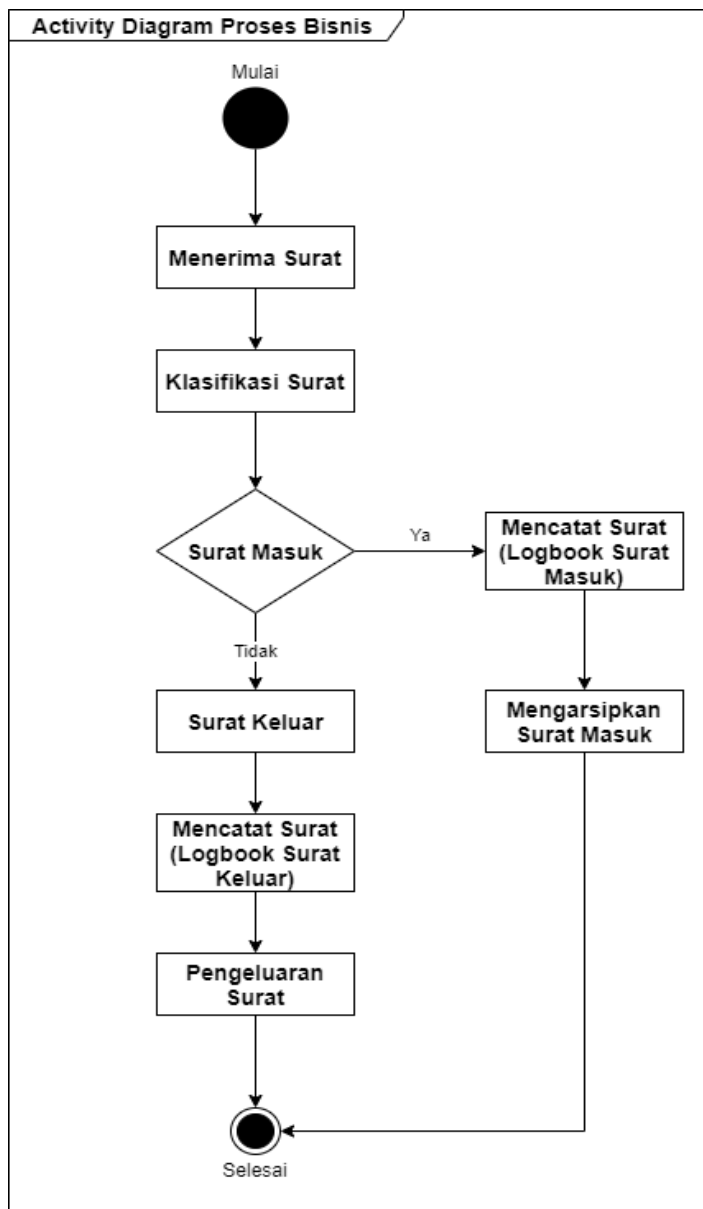 Activity Diagram Proses Bisnis
Mulai
Menerima Surat
Klasifikasi Surat
Surat Masuk
Ya
Mencatat Surat
(Logbook Surat
Masuk)
Tidak
Surat Keluar
Mengarsipkan
Surat Masuk
Mencatat Surat
(Logbook Surat
Keluar)
Pengeluaran
Surat
Selesai